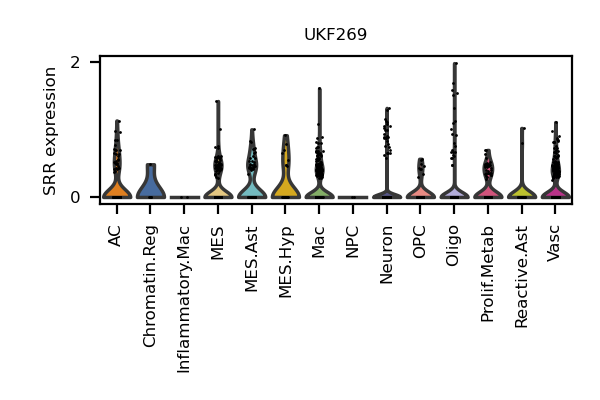 UKF269
SRR expression
2
0
AC
Chromatin.Reg
Inflammatory.Mac
MES
MES.Ast
MES.Hyp
Mac
NPC
Neuron
OPC
Oligo
Prolif.Metab
Reactive.Ast
Vasc